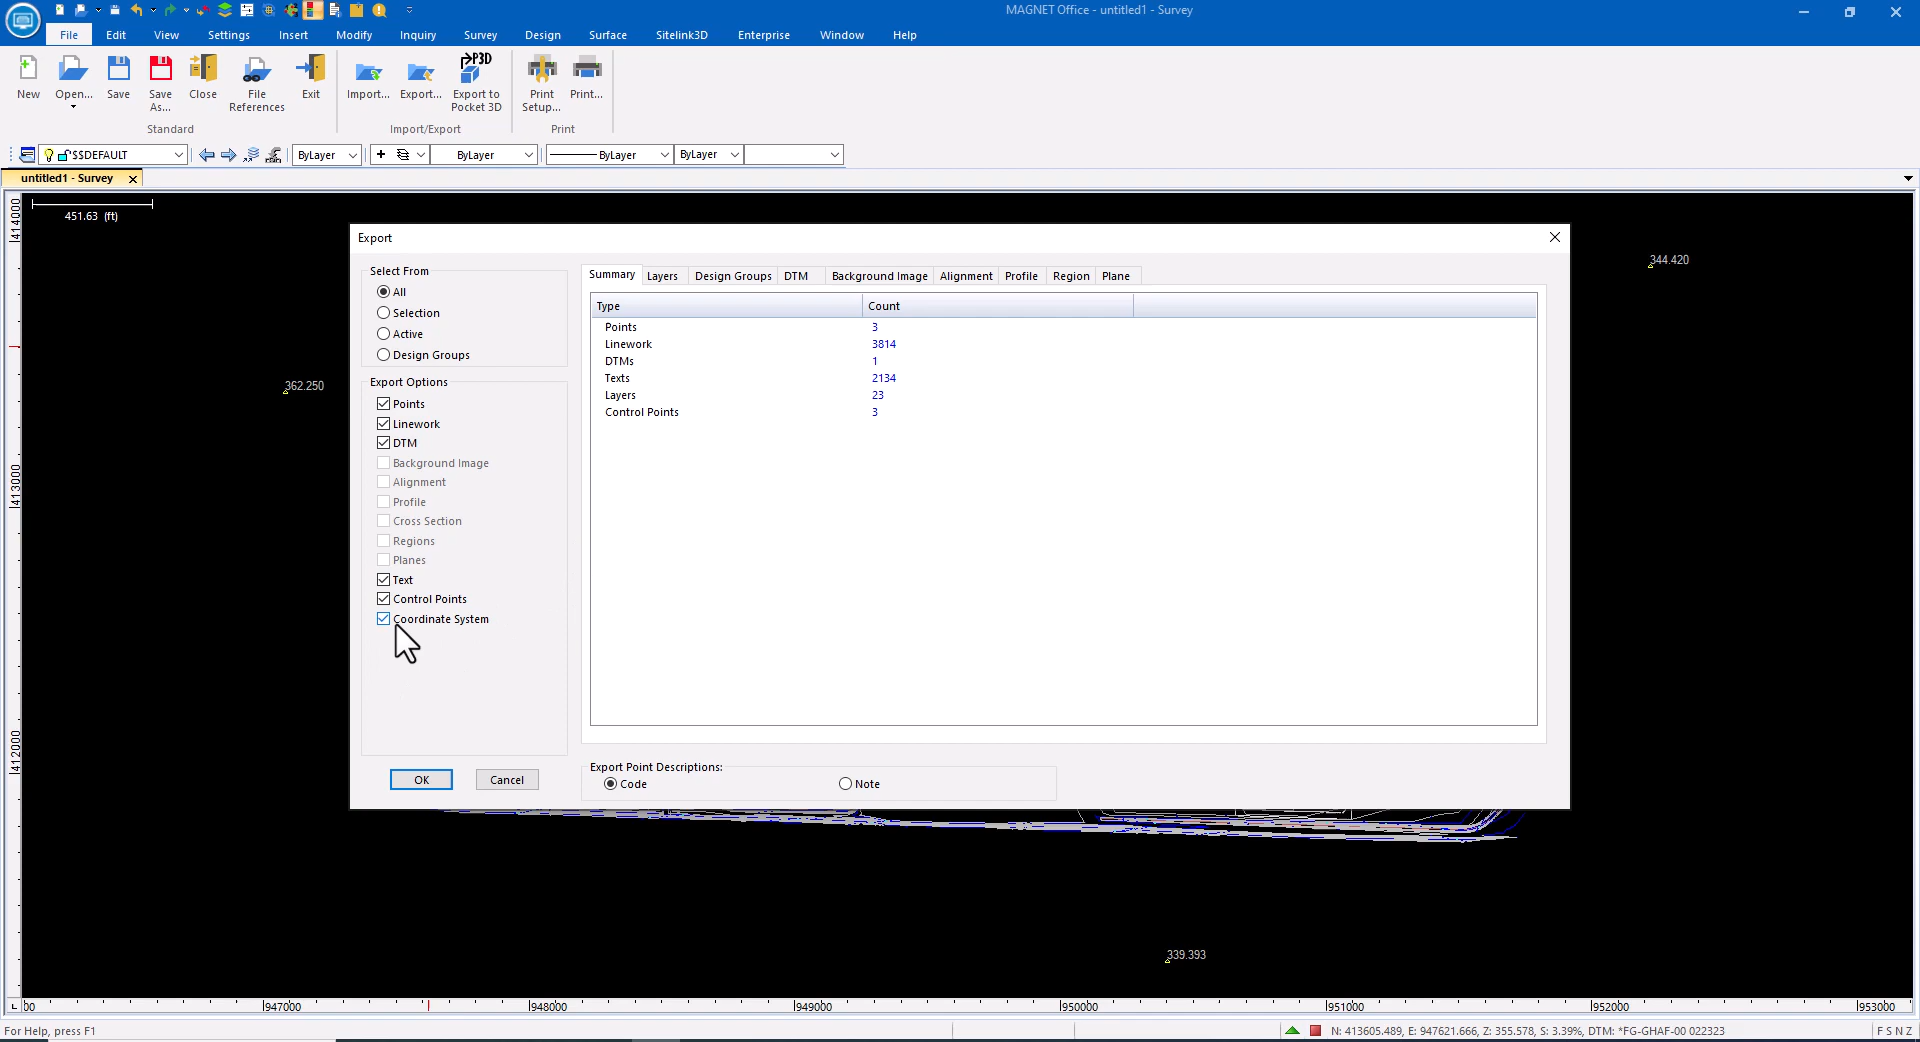 MAGNET Office - untitled1 - Survey
File Edit View Settings Insert Modify Inquiry Survey Design Surface Sitelink3D Enterprise Window Help
P3D
New Open... Save Save As... Close File References Exit Import... Export... Export to Pocket 3D Print Setup... Print...
Standard Import/Export Print
$$DEFAULT ByLayer ByLayer ByLayer ByLayer
untitled1 - Survey
451.63 (ft)
414000
413000
412000
344.420
362.250
339.393
Export
Select From
All
Selection
Active
Design Groups
Export Options
Points
Linework
DTM
Background Image
Alignment
Profile
Cross Section
Regions
Planes
Text
Control Points
Coordinate System
OK Cancel
Summary Layers Design Groups DTM Background Image Alignment Profile Region Plane
Type Count
Points 3
Linework 3814
DTMs 1
Texts 2134
Layers 23
Control Points 3
Export Point Descriptions:
Code Note
00 947000 948000 949000 950000 951000 952000 953000
For Help, press F1
N: 413605.489, E: 947621.666, Z: 355.578, S: 3.39%, DTM: *FG-GHAF-00 022323
F S N Z